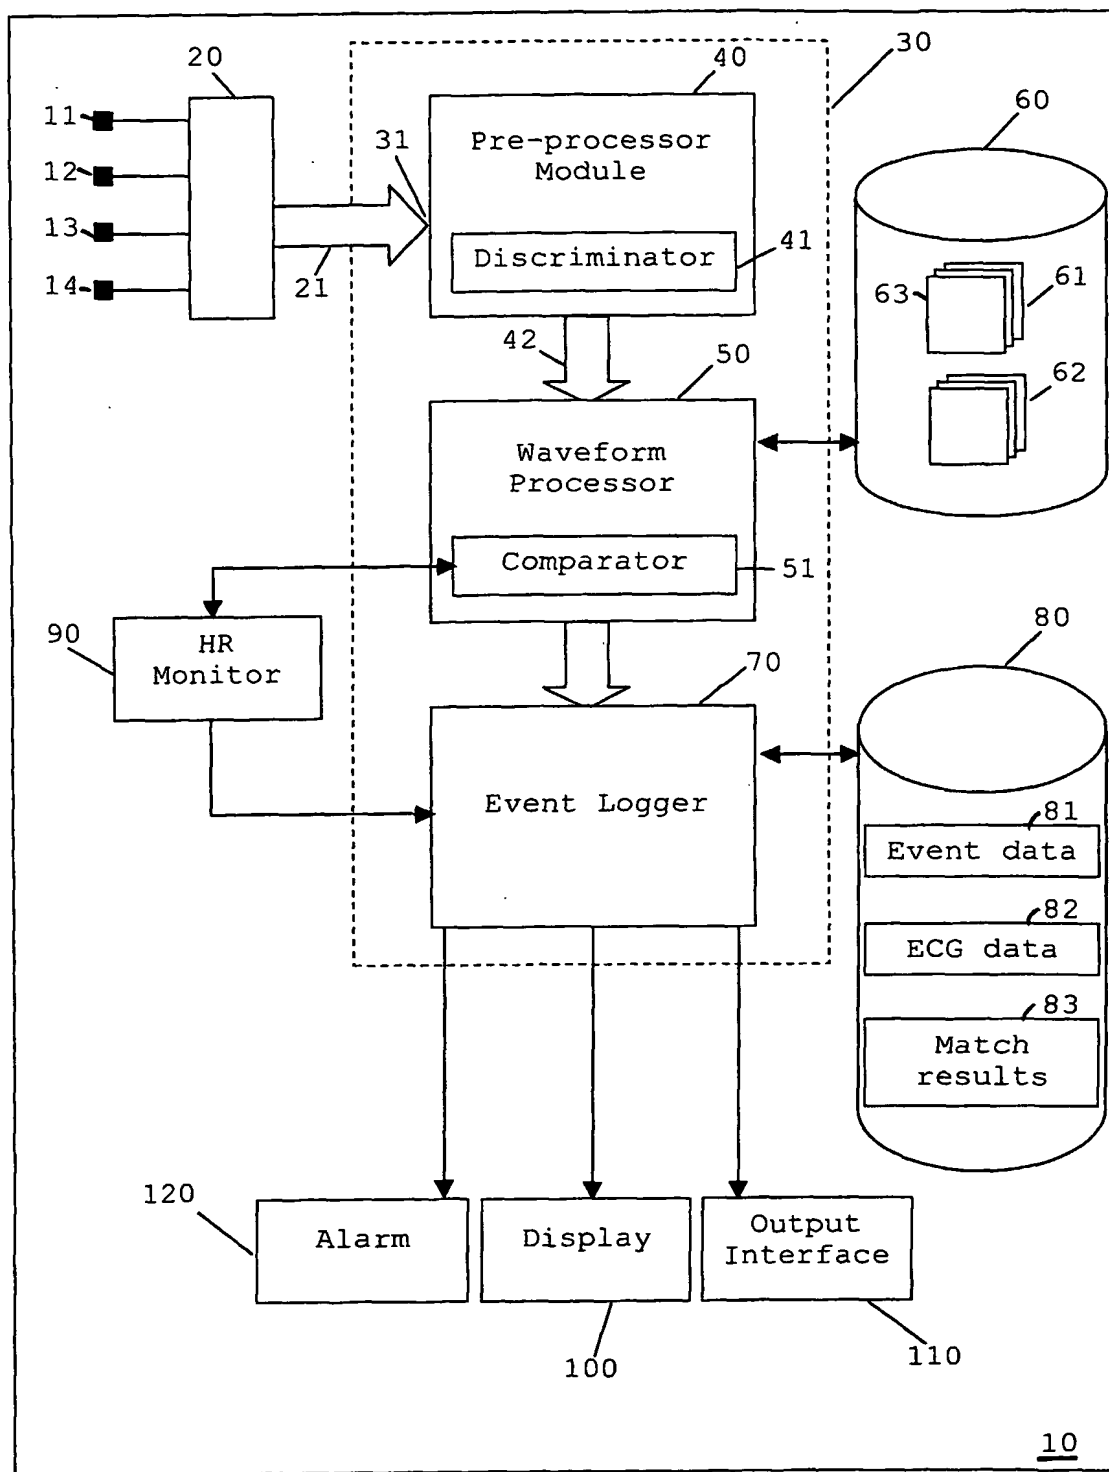 20
40
30
60
11
12
13
14
31
21
Pre-processor
Module
Discriminator
41
63
61
62
42
50
Waveform
Processor
Comparator
51
90
HR
Monitor
70
Event Logger
80
81
Event data
82
ECG data
83
Match
results
120
Alarm
Display
Output
Interface
100
110
10